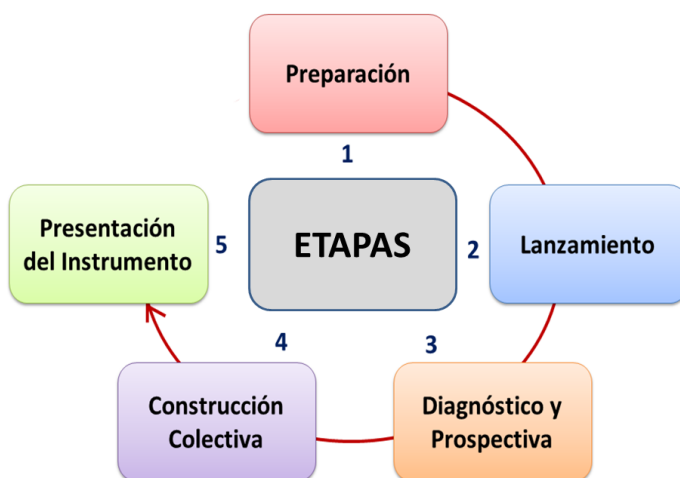 Preparación
1
ETAPAS
2
Lanzamiento
3
Diagnóstico y
Prospectiva
4
Construcción
Colectiva
5
Presentación
del Instrumento